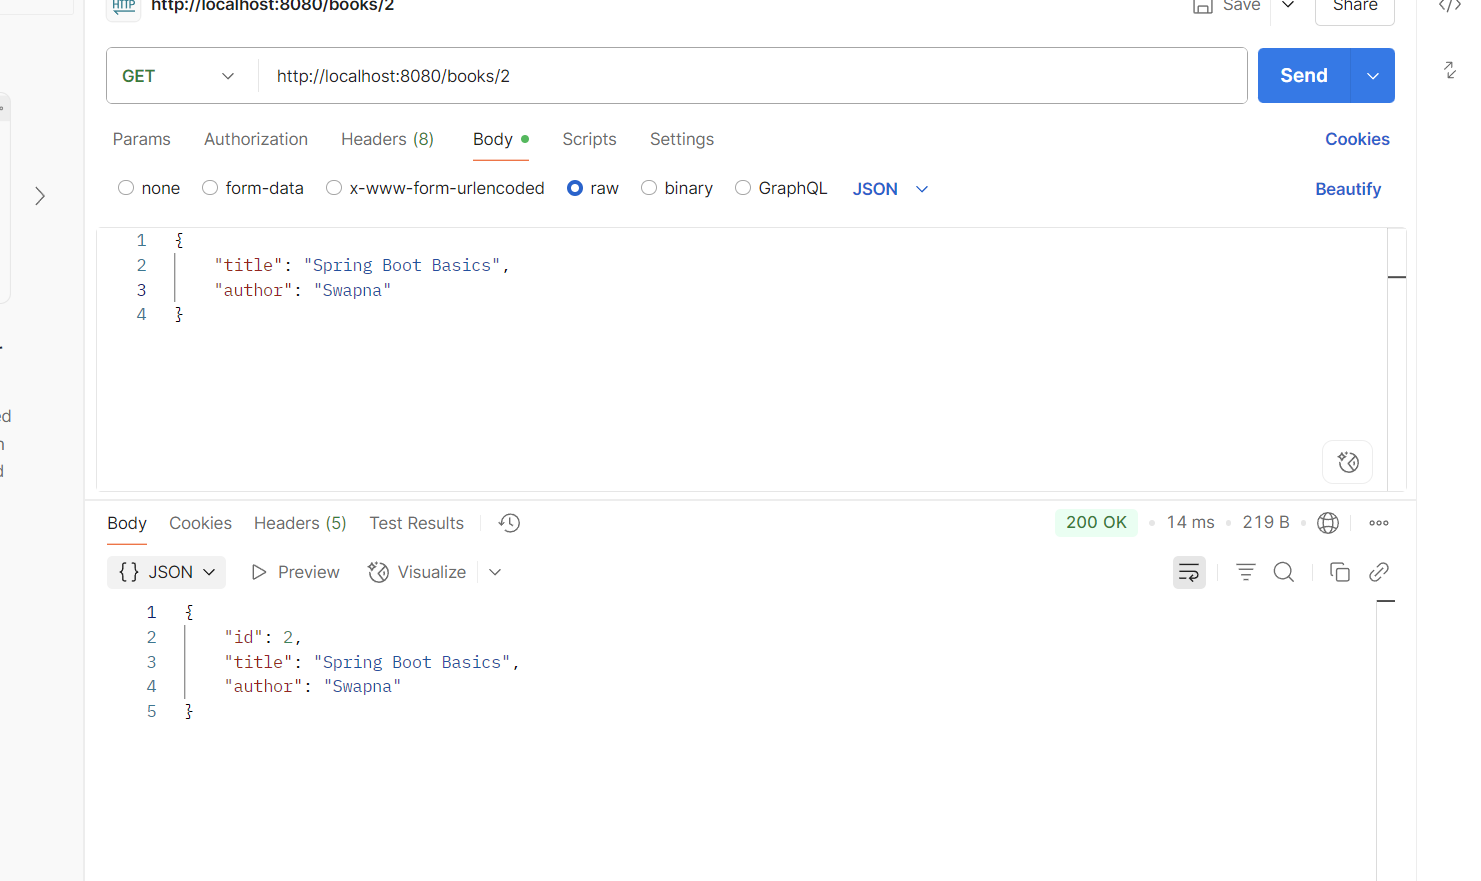 HTTP http://localhost:8080/books/2 Save Share
GET http://localhost:8080/books/2 Send
Params Authorization Headers (8) Body Scripts Settings Cookies
none form-data x-www-form-urlencoded raw binary GraphQL JSON Beautify
1 {
2 "title": "Spring Boot Basics",
3 "author": "Swapna"
4 }
Body Cookies Headers (5) Test Results 200 OK 14 ms 219 B
{} JSON Preview Visualize
1 {
2 "id": 2,
3 "title": "Spring Boot Basics",
4 "author": "Swapna"
5 }